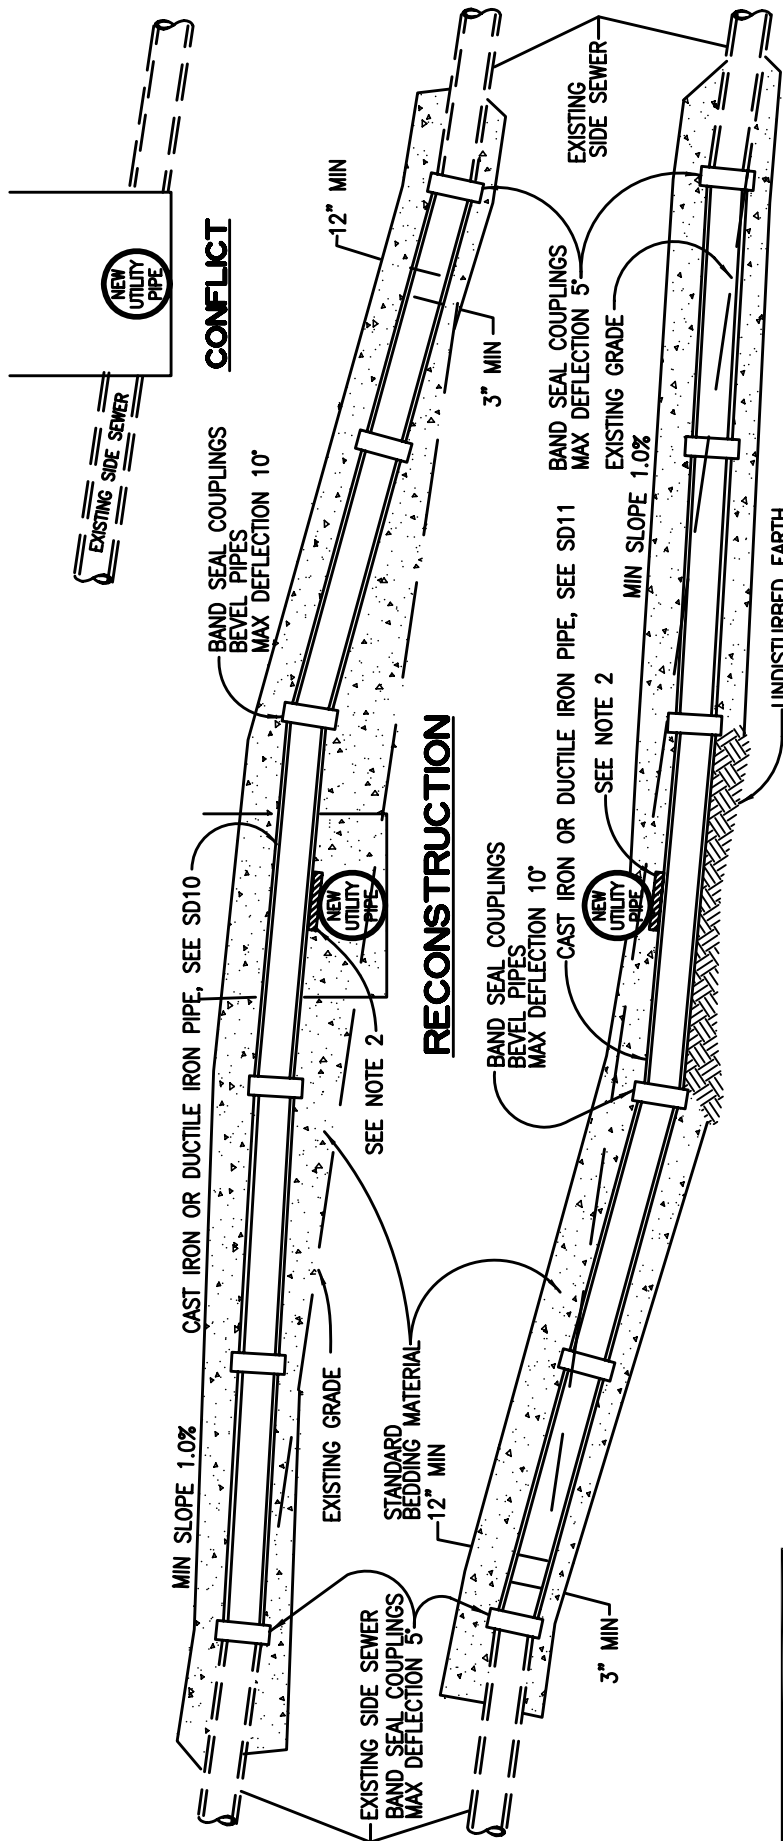 NEW
UTILITY
PIPE
EXISTING SIDE SEWER
CONFLICT
MIN SLOPE 1.0%
CAST IRON OR DUCTILE IRON PIPE, SEE SD10
BAND SEAL COUPLINGS
BEVEL PIPES
MAX DEFLECTION 10°
12" MIN
EXISTING GRADE
SEE NOTE 2
NEW
UTILITY
PIPE
3" MIN
EXISTING SIDE SEWER
BAND SEAL COUPLINGS
MAX DEFLECTION 5°
STANDARD
BEDDING MATERIAL
RECONSTRUCTION
EXISTING
SIDE SEWER
12" MIN
BAND SEAL COUPLINGS
BEVEL PIPES
MAX DEFLECTION 10°
CAST IRON OR DUCTILE IRON PIPE, SEE SD11
BAND SEAL COUPLINGS
MAX DEFLECTION 5°
EXISTING GRADE
SEE NOTE 2
MIN SLOPE 1.0%
NEW
UTILITY
PIPE
3" MIN
UNDISTURBED EARTH